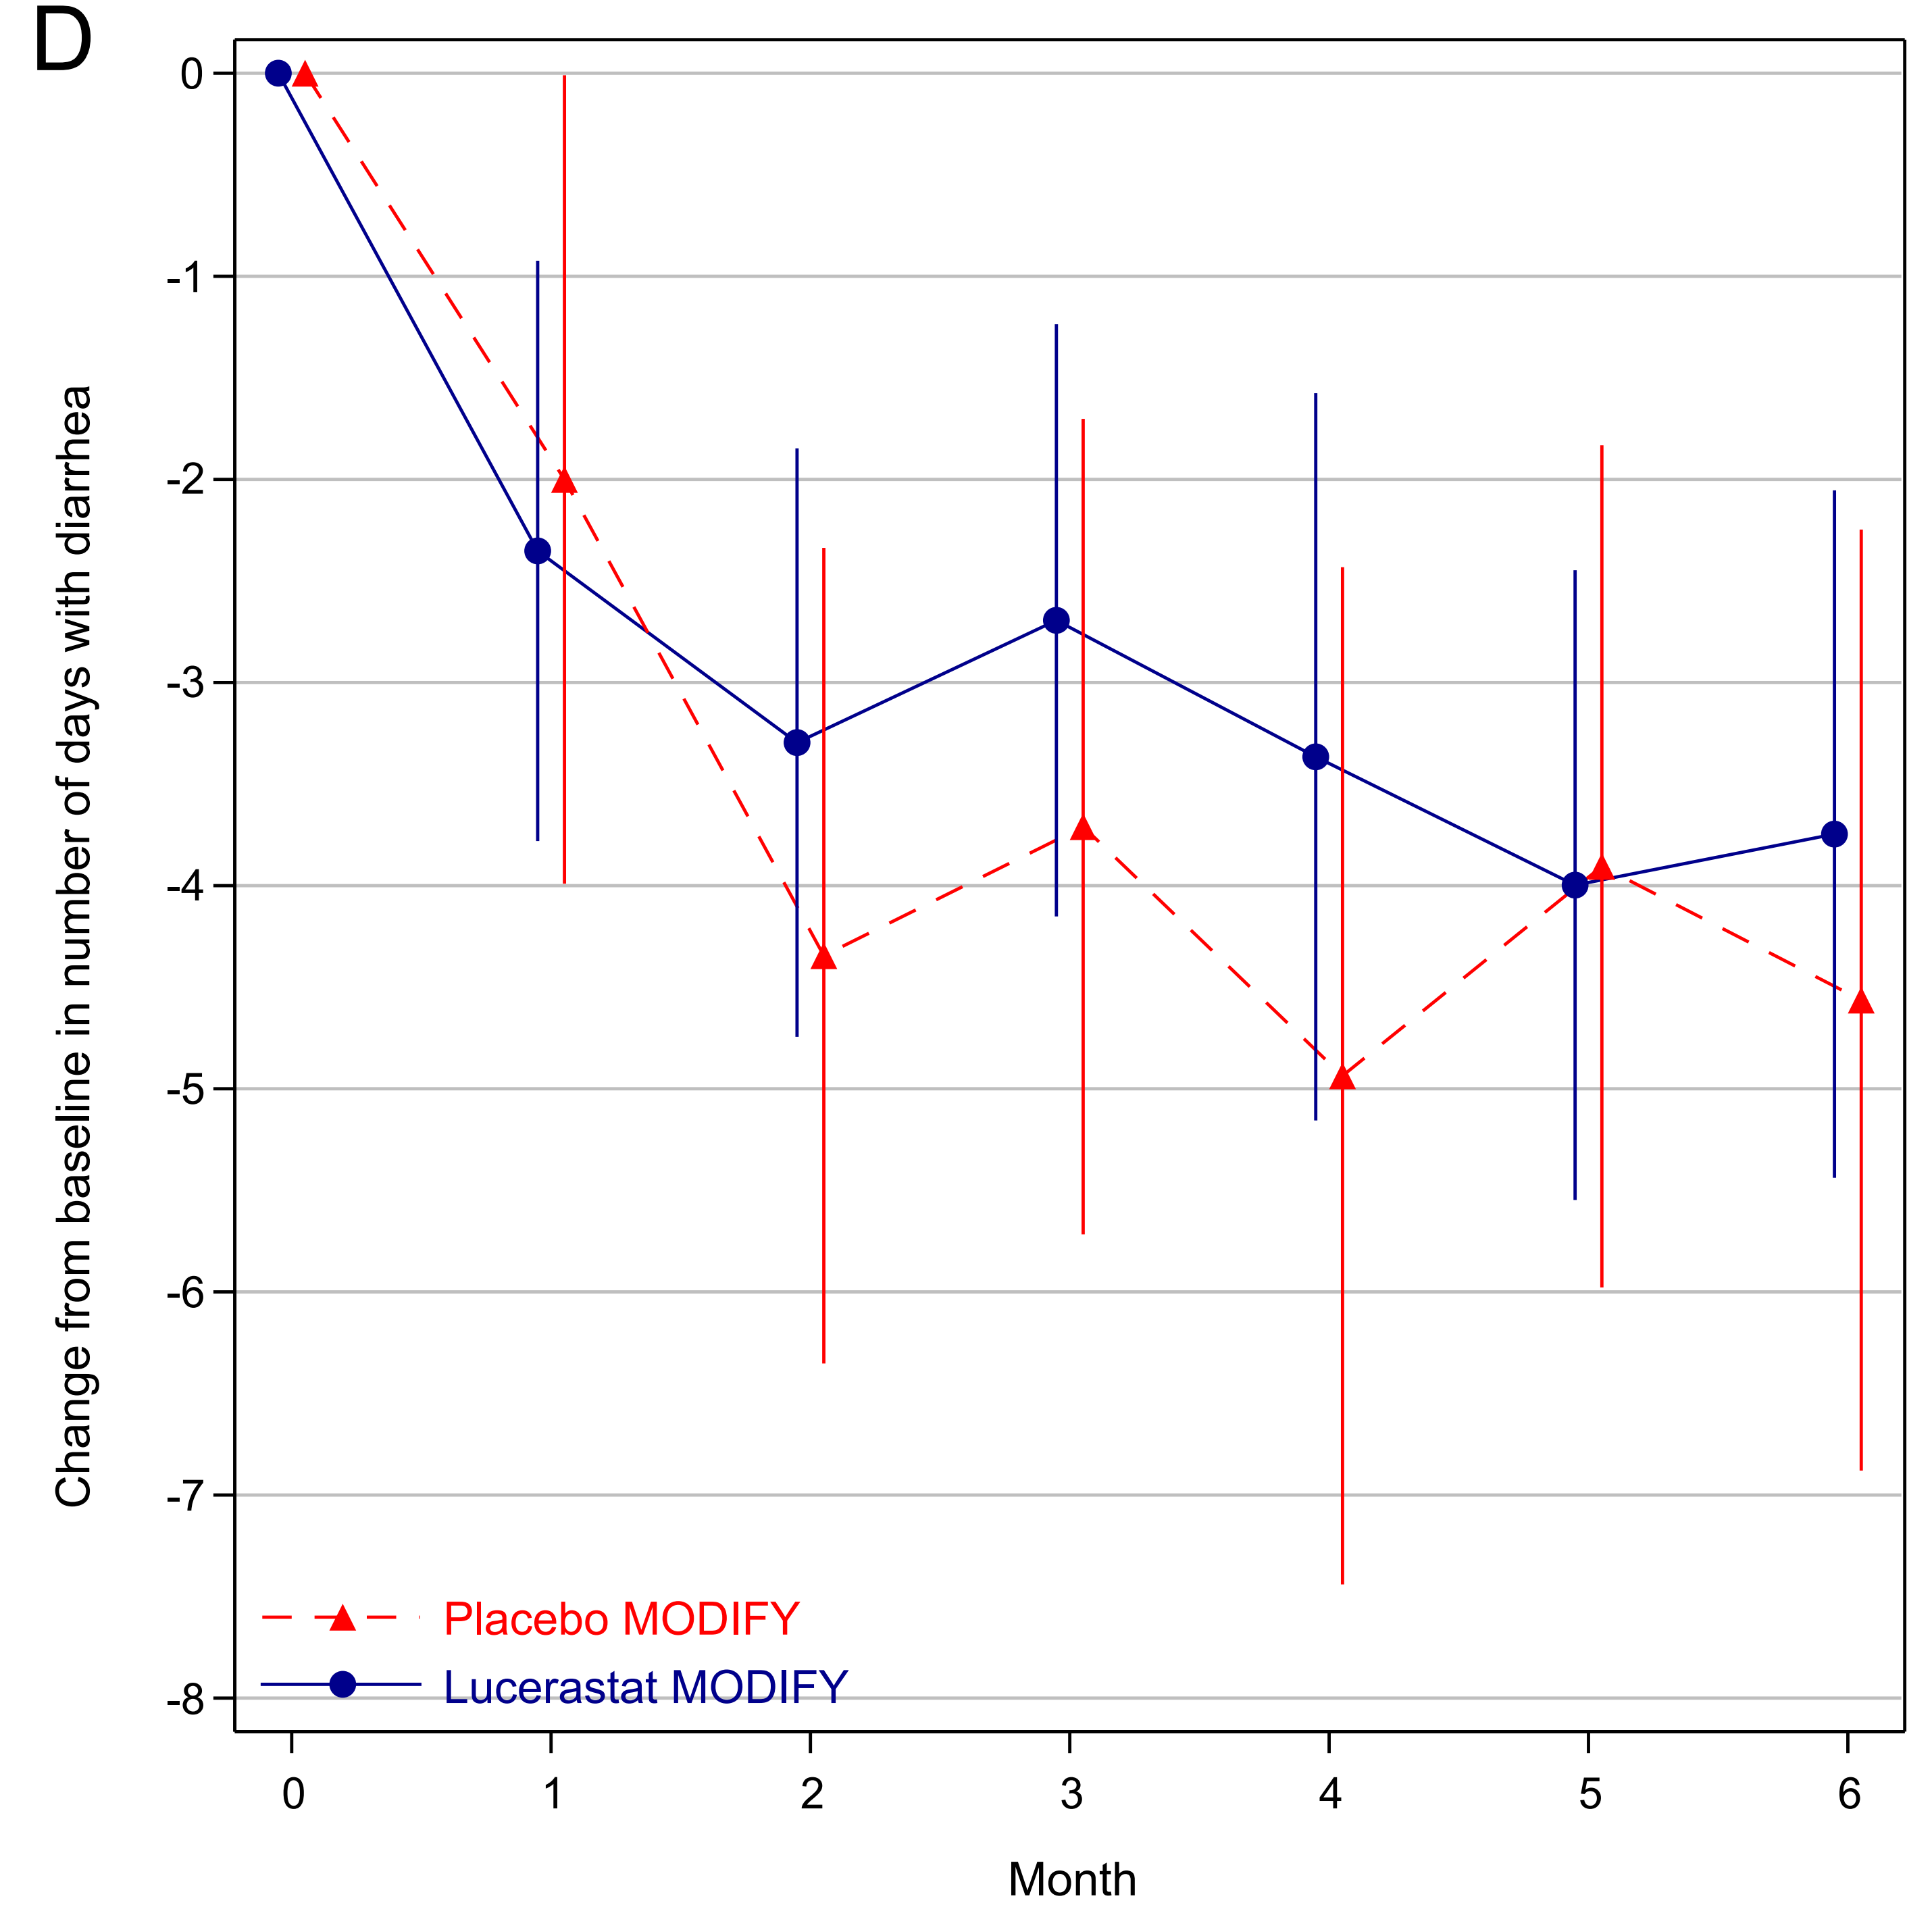 D
0
-1
-2
-3
-4
-5
-6
-7
-8
Change from baseline in number of days with diarrhea
Placebo MODIFY
Lucerastat MODIFY
0 1 2 3 4 5 6
Month